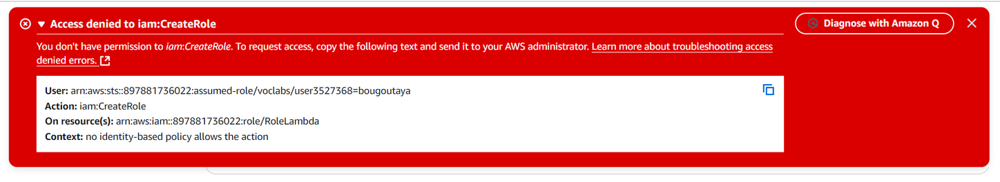 Access denied to iam:CreateRole
Diagnose with Amazon Q
You don't have permission to iam:CreateRole. To request access, copy the following text and send it to your AWS administrator. Learn more about troubleshooting access
denied errors.
User: arn:aws:sts::897881736022:assumed-role/voclabs/user3527368=bougoutaya
Action: iam:CreateRole
On resource(s): arn:aws:iam::897881736022:role/RoleLambda
Context: no identity-based policy allows the action